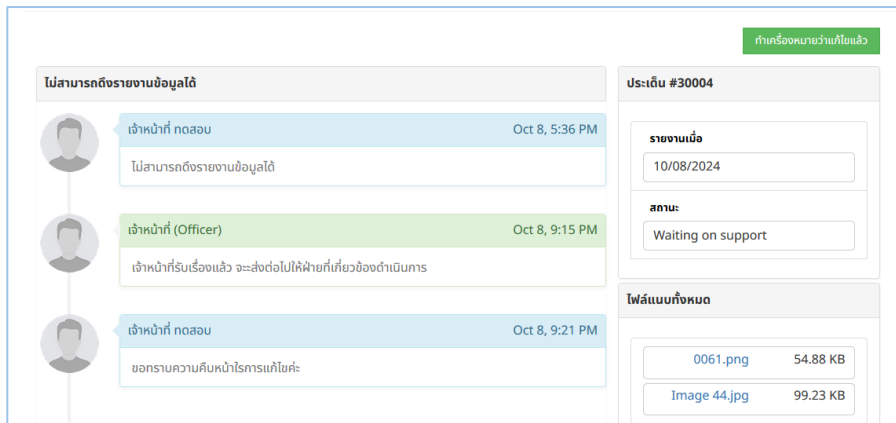 ทำเครื่องหมายว่าแก้ไขแล้ว
ไม่สามารถดึงรายงานข้อมูลได้
เจ้าหน้าที่ ทดสอบ Oct 8, 5:36 PM
ไม่สามารถดึงรายงานข้อมูลได้
เจ้าหน้าที่ (Officer) Oct 8, 9:15 PM
เจ้าหน้าที่รับเรื่องแล้ว จะะส่งต่อไปให้ฝ่ายที่เกี่ยวข้องดำเนินการ
เจ้าหน้าที่ ทดสอบ Oct 8, 9:21 PM
ขอทราบความคืบหน้าใรการแก้ไขค่ะ
ประเด็น #30004
รายงานเมื่อ
10/08/2024
สถานะ
Waiting on support
ไฟล์แนบทั้งหมด
0061.png 54.88 KB
Image 44.jpg 99.23 KB